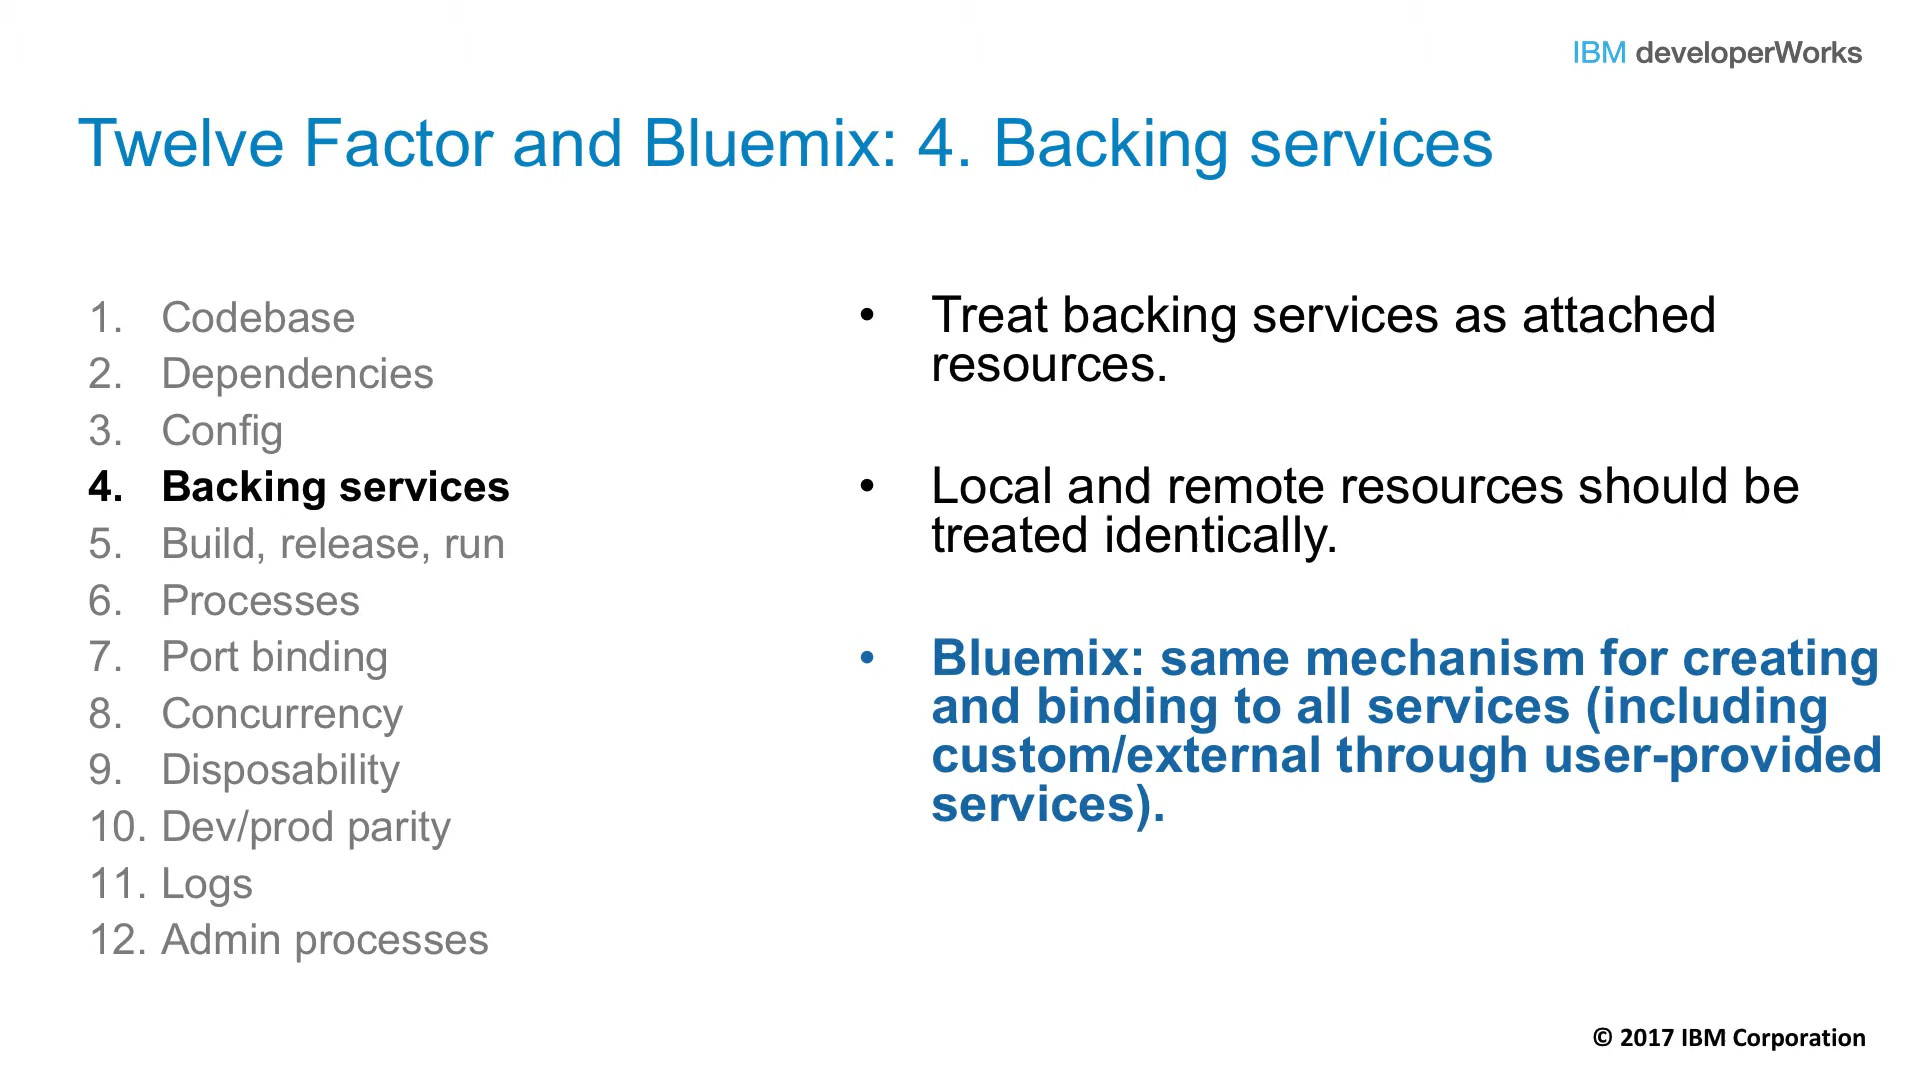 IBM developerWorks
Twelve Factor and Bluemix: 4. Backing services
1. Codebase
2. Dependencies
3. Config
4. Backing services
5. Build, release, run
6. Processes
7. Port binding
8. Concurrency
9. Disposability
10. Dev/prod parity
11. Logs
12. Admin processes
• Treat backing services as attached
resources.
• Local and remote resources should be
treated identically.
• Bluemix: same mechanism for creating
and binding to all services (including
custom/external through user-provided
services).
© 2017 IBM Corporation